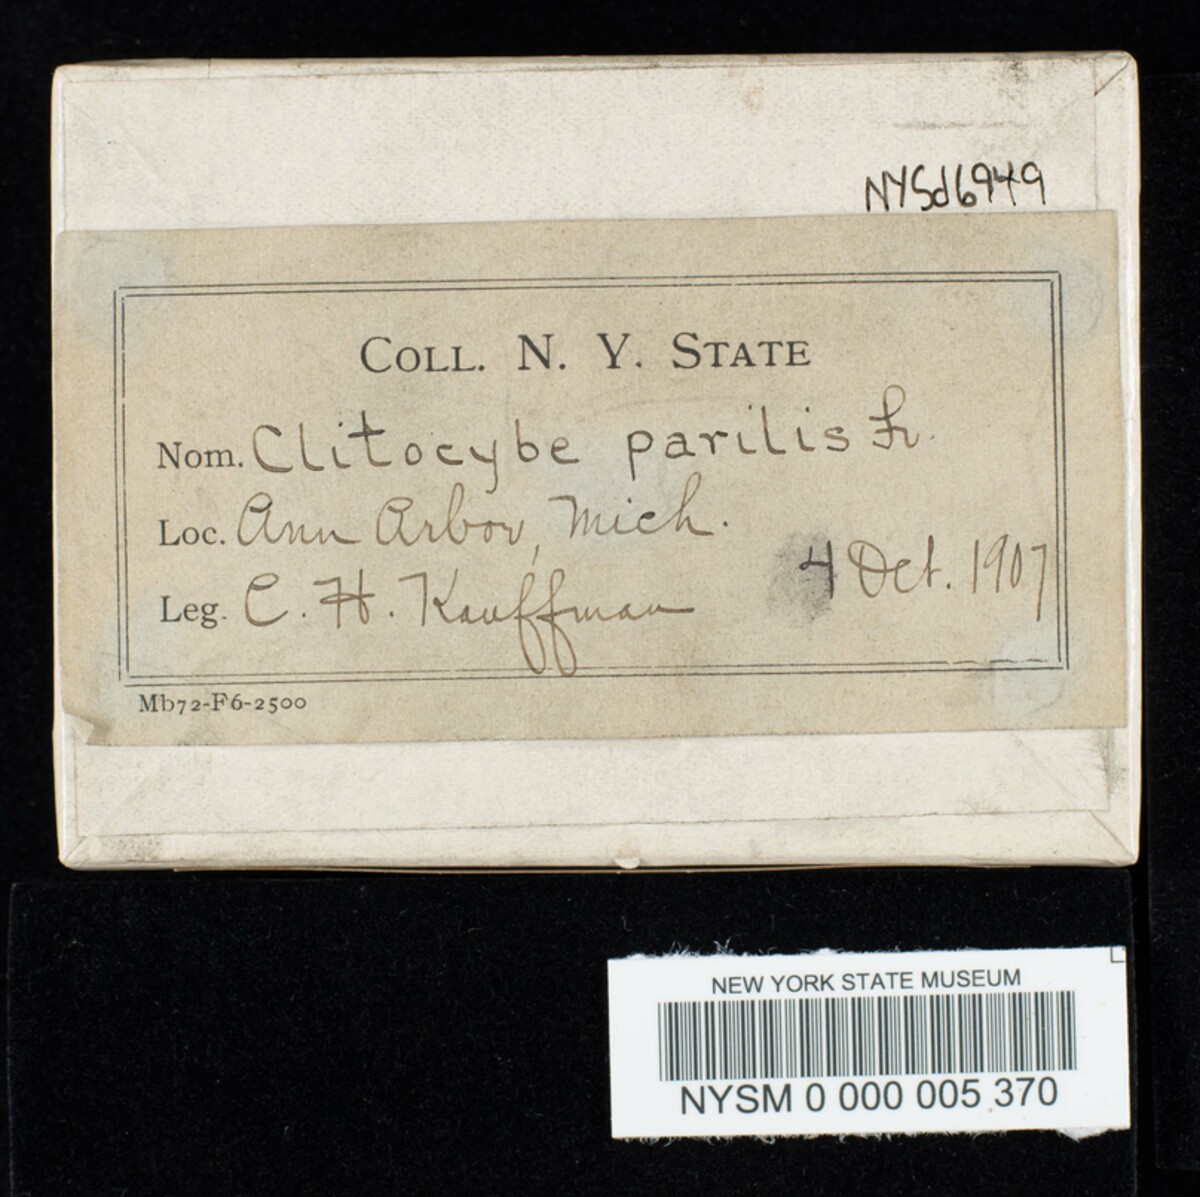 NYSd6949
COLL. N. Y. STATE
Nom. Clitocybe parilis Fr.
Loc. Ann Arbor, Mich.
Leg. C. H. Kauffman 4 Oct. 1907
Mb72-F6-2500
NEW YORK STATE MUSEUM
NYSM 0 000 005 370